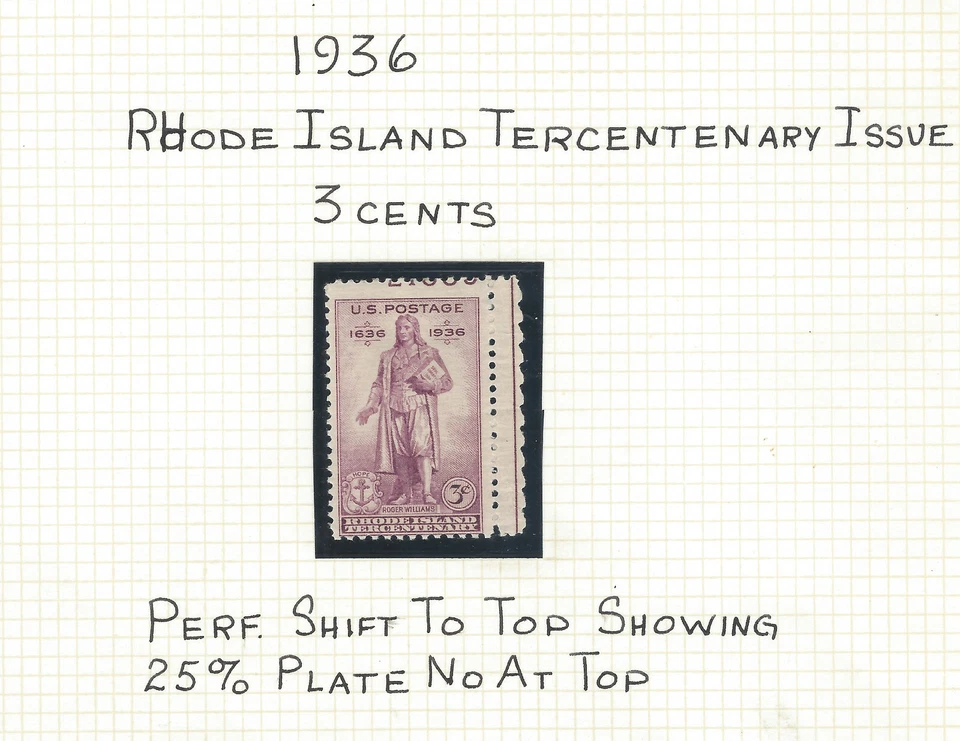 1936
RHODE ISLAND TERCENTENARY ISSUE
3 CENTS
U.S. POSTAGE
1636 1936
HOPE
3¢
ROGER WILLIAMS
RHODE ISLAND
TERCENTENARY
PERF. SHIFT TO TOP SHOWING
25% PLATE NO AT TOP